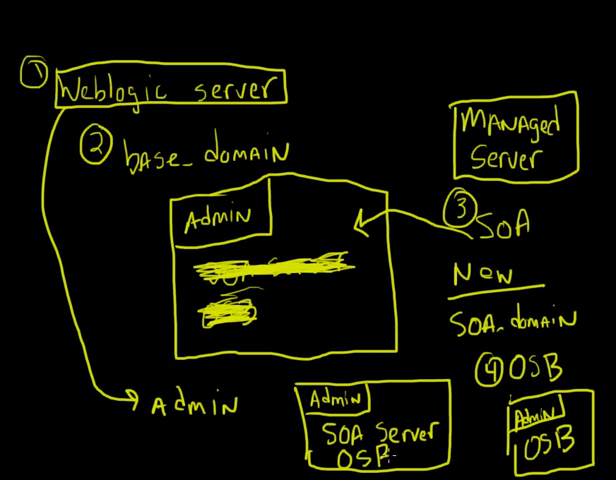 1
Weblogic server
2
base_domain
Admin
MANAged
Server
3
SOA
New
SOA_domain
4 OSB
Admin
Admin
SOA Server
OSB
Admin
OSB